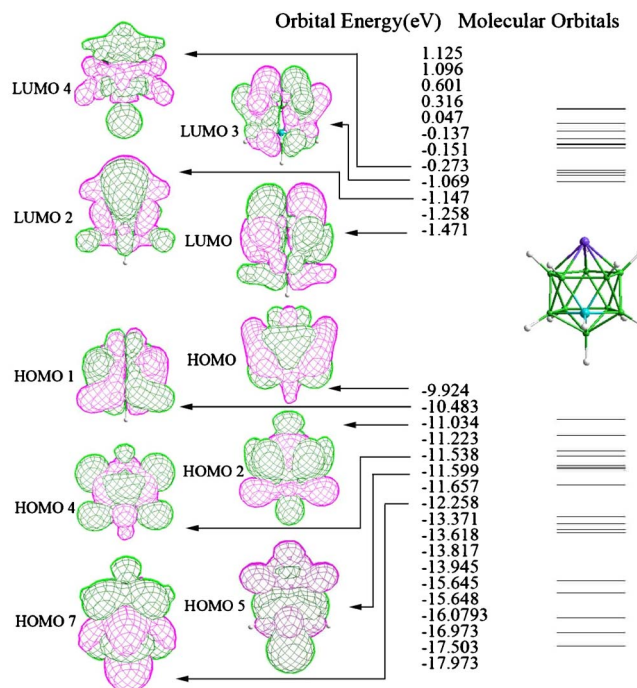 Orbital Energy(eV) Molecular Orbitals
1.125
1.096
0.601
0.316
0.047
-0.137
-0.151
-0.273
-1.069
-1.147
-1.258
-1.471
LUMO 4
LUMO 3
LUMO 2
LUMO
HOMO
HOMO 1
HOMO 2
HOMO 4
HOMO 5
HOMO 7
-9.924
-10.483
-11.034
-11.223
-11.538
-11.599
-11.657
-12.258
-13.371
-13.618
-13.817
-13.945
-15.645
-15.648
-16.0793
-16.973
-17.503
-17.973